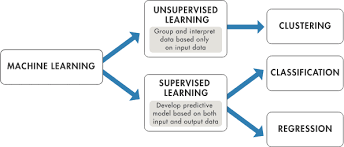 MACHINE LEARNING
UNSUPERVISED
LEARNING
Group and interpret
data based only
on input data
CLUSTERING
SUPERVISED
LEARNING
Develop predictive
model based on both
input and output data
CLASSIFICATION
REGRESSION